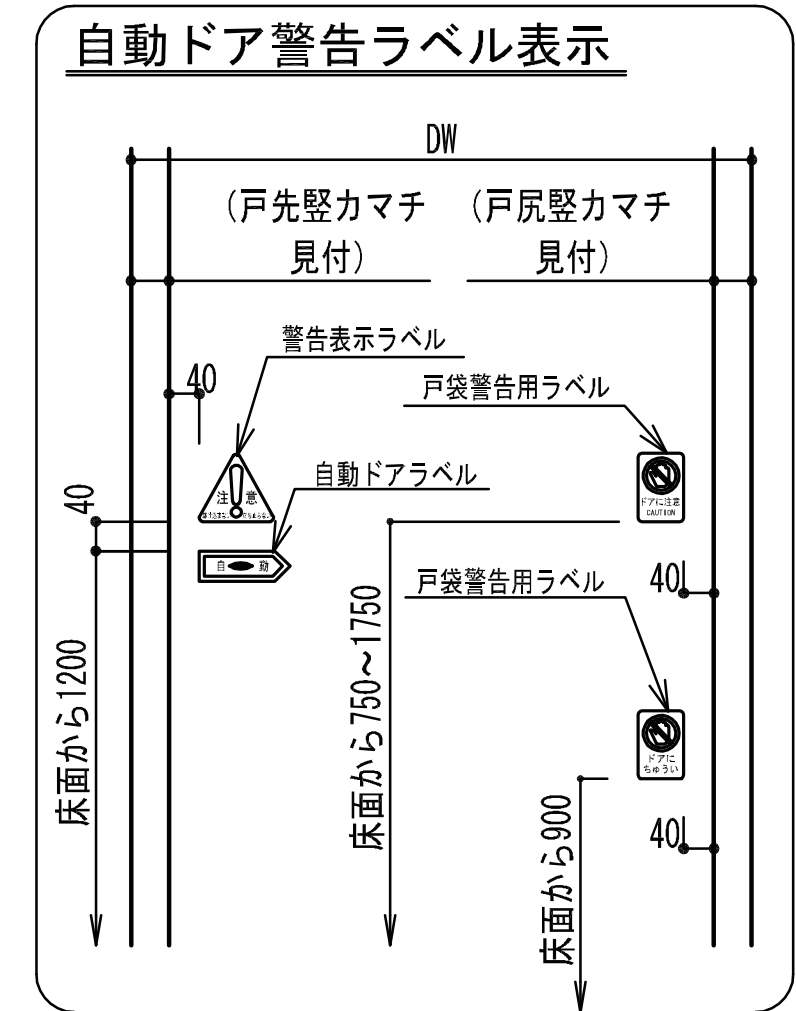 自動ドア警告ラベル表示
DW
(戸先竪カマチ
見付)
(戸尻竪カマチ
見付)
警告表示ラベル
40
戸袋警告用ラベル
注
意
自動ドアラベル
ドアに注意
CAUTION
40
自
動
40
戸袋警告用ラベル
床面から1200
床面から750~1750
ドアに
ちゅうい
床面から900
40